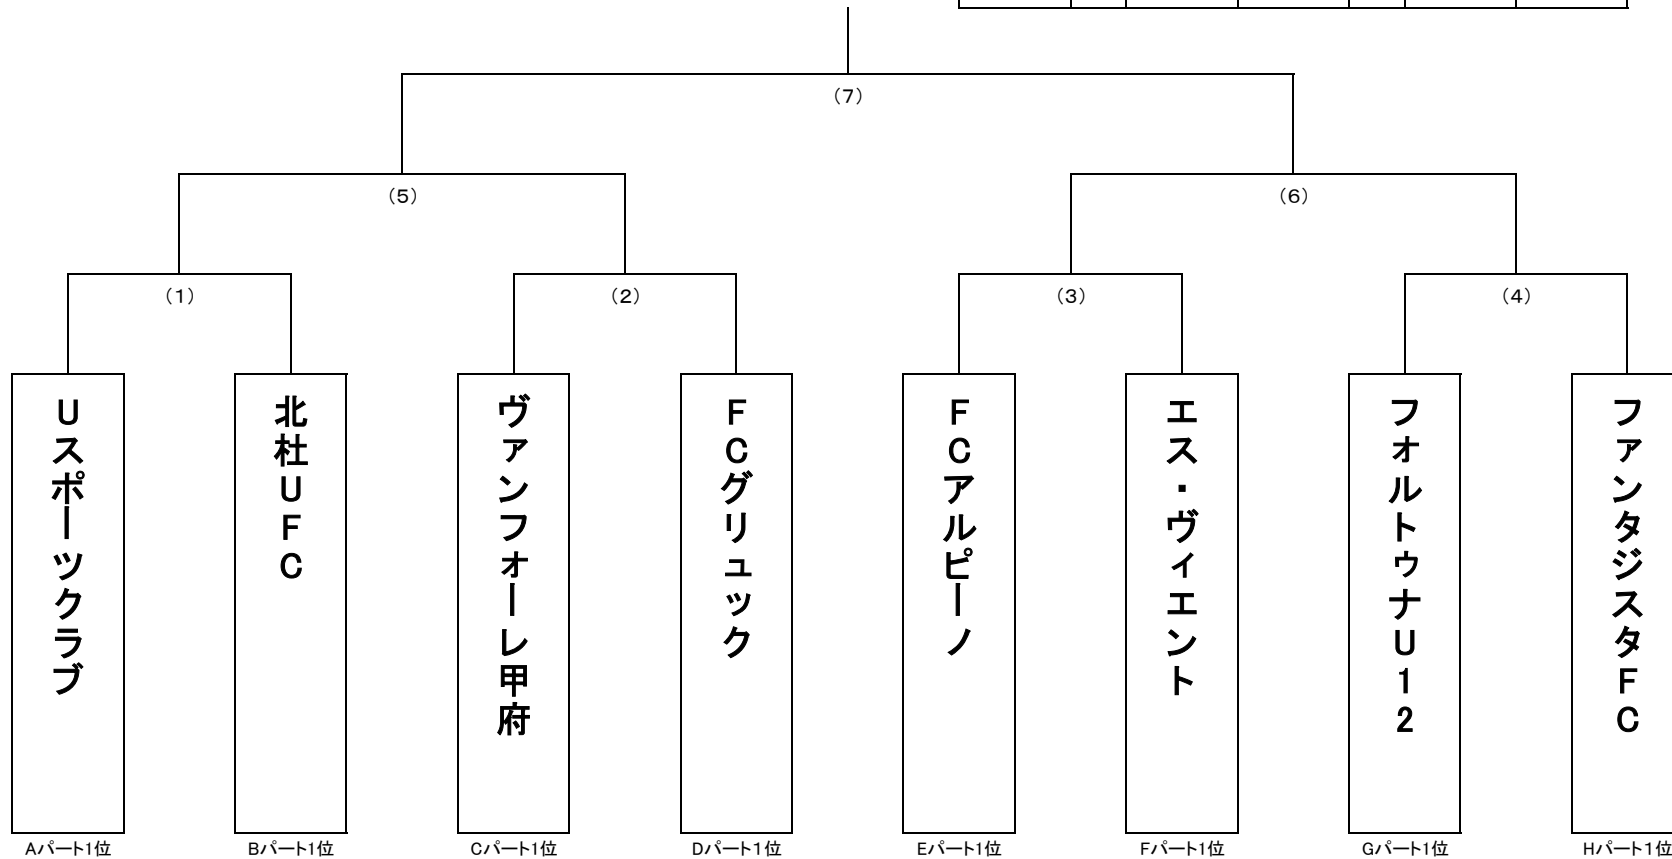 （7）
（5）
（6）
（1）
（2）
（3）
（4）
Uスポーツクラブ
北杜UFC
ヴァンフォーレ甲府
FCグリュック
FCアルピーノ
エス・ヴィエント
フォルトゥナU12
ファンタジスタFC
Aパート1位
Bパート1位
Cパート1位
Dパート1位
Eパート1位
Fパート1位
Gパート1位
Hパート1位